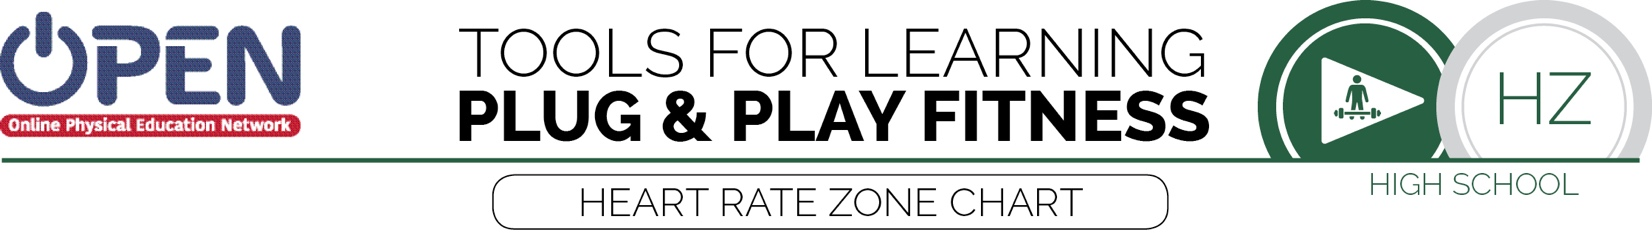 OPEN
Online Physical Education Network
TOOLS FOR LEARNING
PLUG & PLAY FITNESS
HEART RATE ZONE CHART
HZ
HIGH SCHOOL